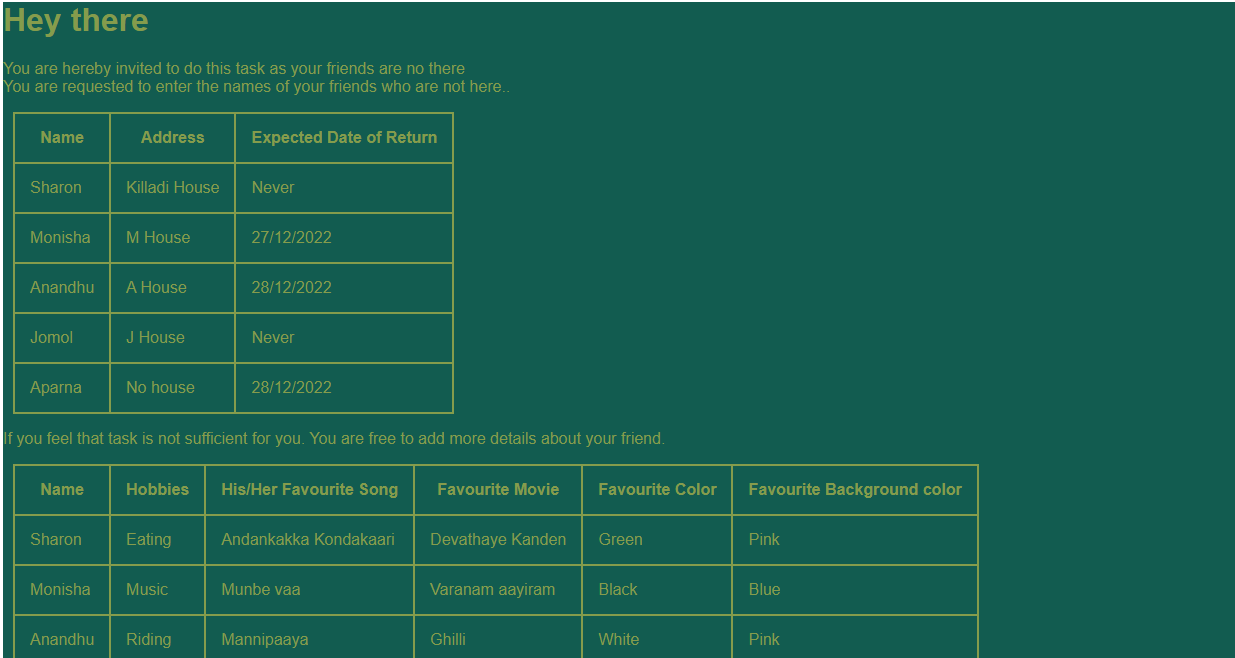 Hey there
You are hereby invited to do this task as your friends are no there
You are requested to enter the names of your friends who are not here..
Name Address Expected Date of Return
Sharon Killadi House Never
Monisha M House 27/12/2022
Anandhu A House 28/12/2022
Jomol J House Never
Aparna No house 28/12/2022
If you feel that task is not sufficient for you. You are free to add more details about your friend.
Name Hobbies His/Her Favourite Song Favourite Movie Favourite Color Favourite Background color
Sharon Eating Andankakka Kondakaari Devathaye Kanden Green Pink
Monisha Music Munbe vaa Varanam aayiram Black Blue
Anandhu Riding Mannipaaya Ghilli White Pink